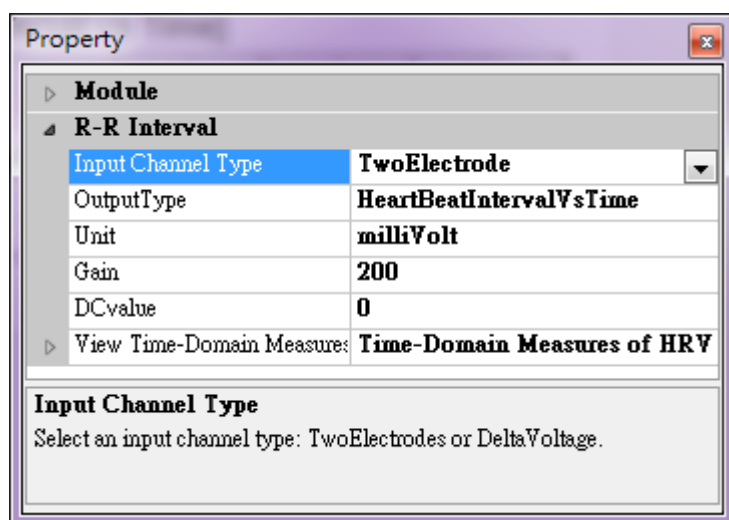 Property
Module
R-R Interval
Input Channel Type TwoElectrode
OutputType HeartBeatIntervalVsTime
Unit milliVolt
Gain 200
DCvalue 0
View Time-Domain Measures Time-Domain Measures of HRV
Input Channel Type
Select an input channel type: TwoElectrodes or DeltaVoltage.